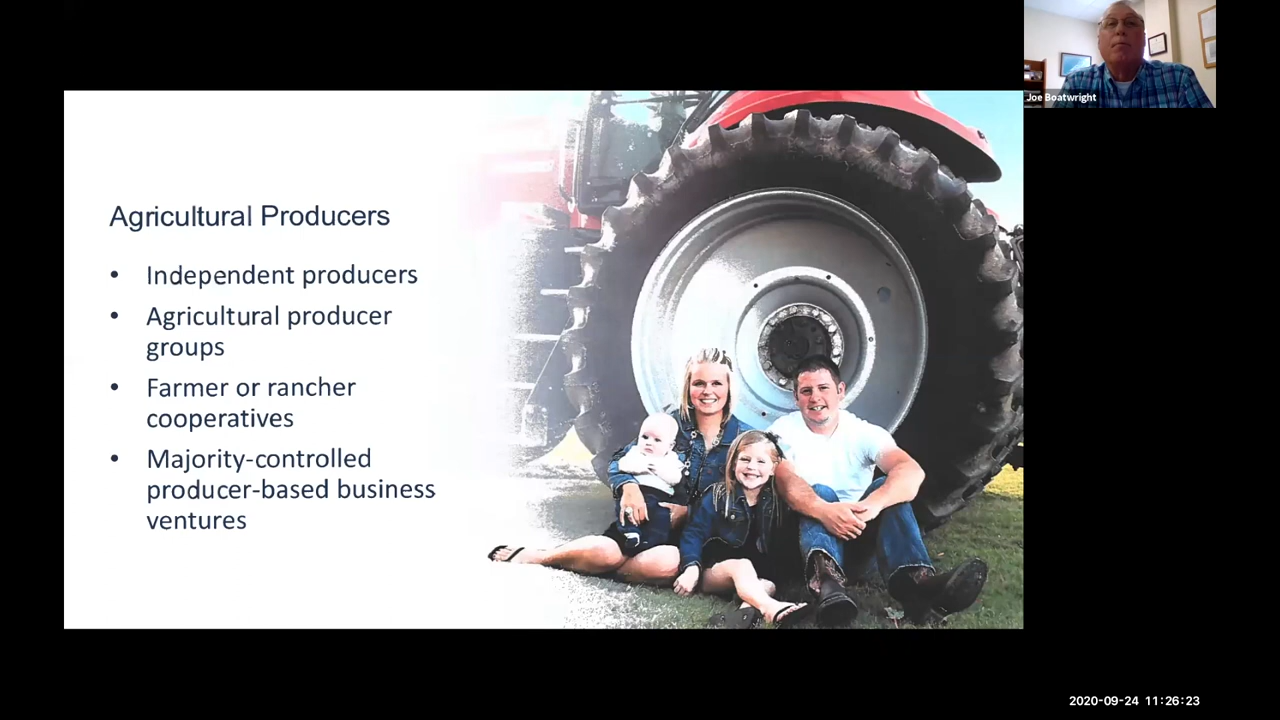 Joe Boatwright
Agricultural Producers
• Independent producers
• Agricultural producer
groups
• Farmer or rancher
cooperatives
• Majority-controlled
producer-based business
ventures
2020-09-24 11:26:23